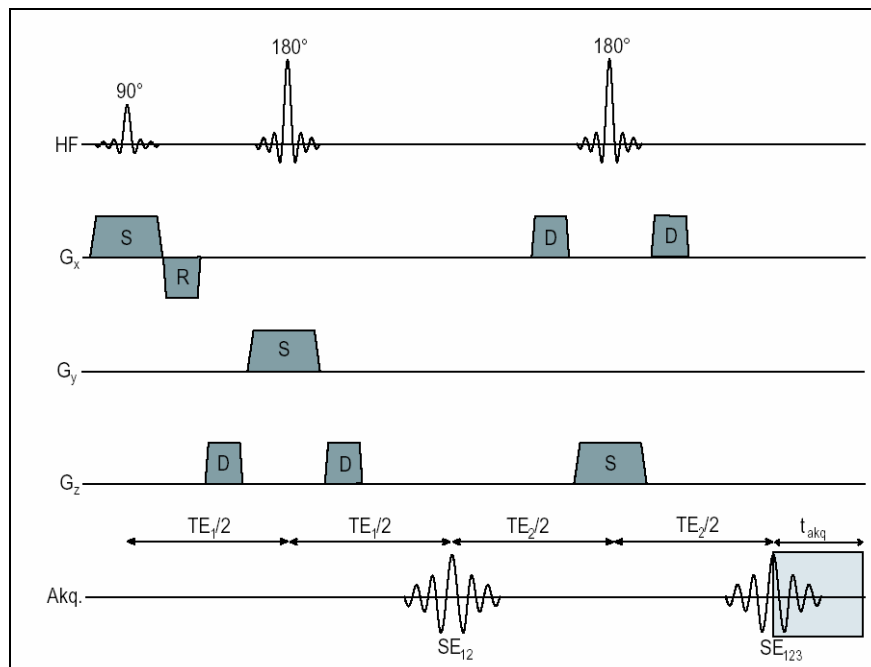 180° 180°
90°
HF
S D D
Gx
R
S
Gy
D D S
Gz
TE1/2 TE1/2 TE2/2 TE2/2 takq
Akq.
SE12 SE123